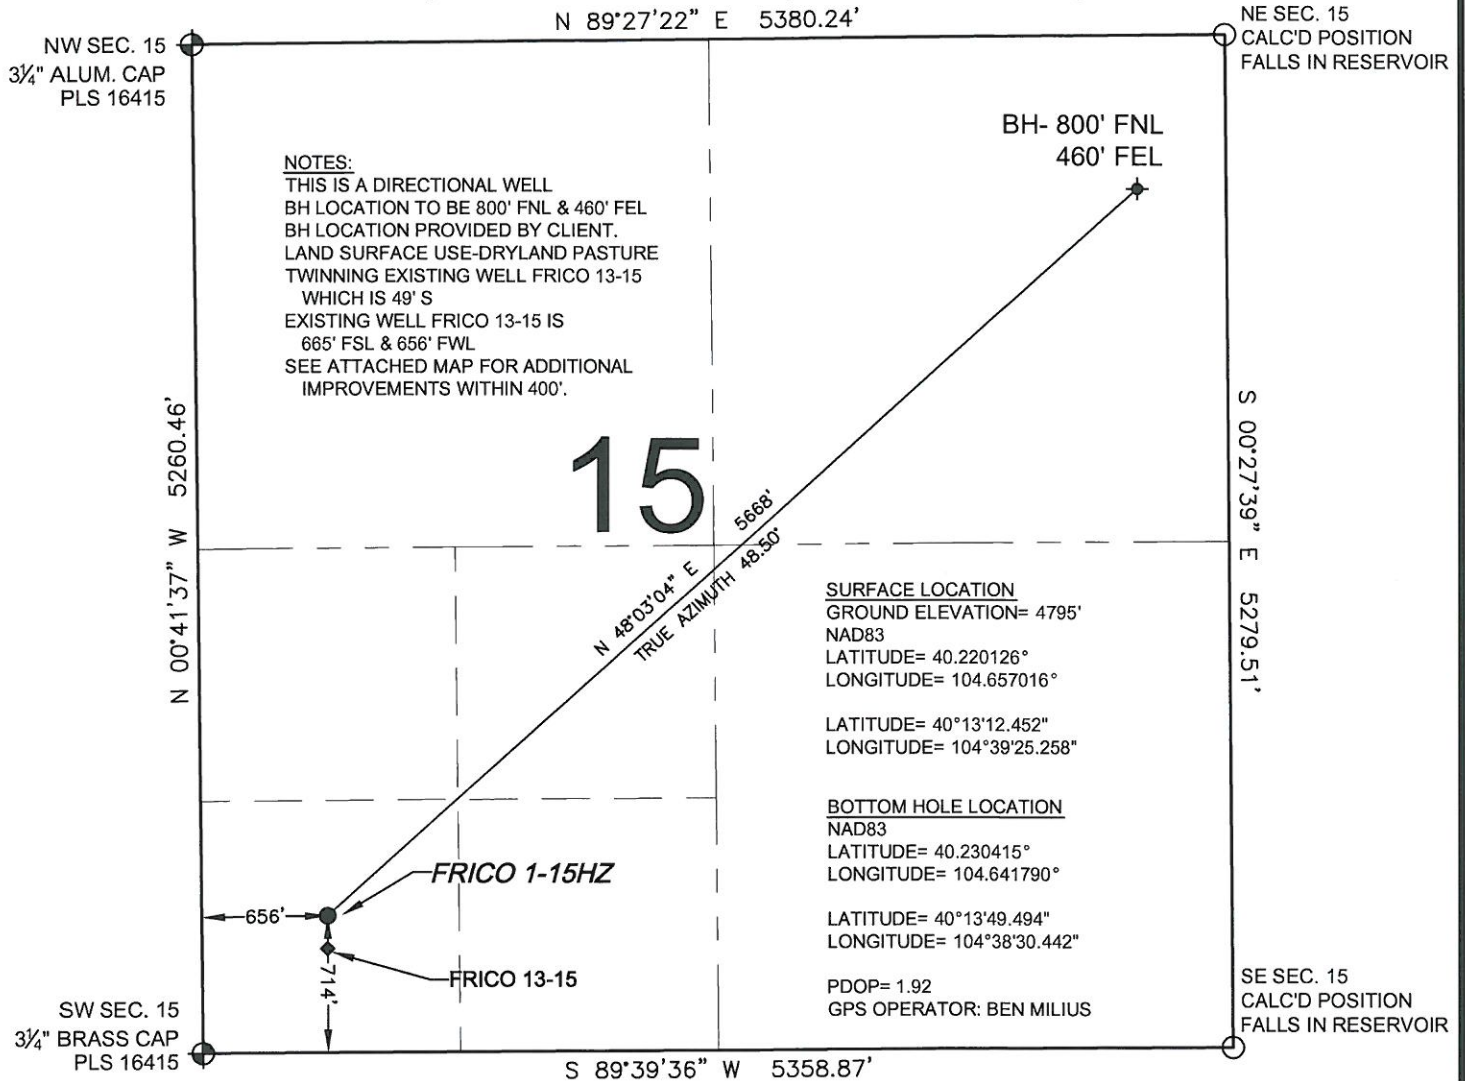 N 89°27'22" E 5380.24'
NW SEC. 15
3¼" ALUM. CAP
PLS 16415
NE SEC. 15
CALC'D POSITION
FALLS IN RESERVOIR
BH- 800' FNL
460' FEL
NOTES:
THIS IS A DIRECTIONAL WELL
BH LOCATION TO BE 800' FNL & 460' FEL
BH LOCATION PROVIDED BY CLIENT.
LAND SURFACE USE-DRYLAND PASTURE
TWINNING EXISTING WELL FRICO 13-15
WHICH IS 49' S
EXISTING WELL FRICO 13-15 IS
665' FSL & 656' FWL
SEE ATTACHED MAP FOR ADDITIONAL
IMPROVEMENTS WITHIN 400'.
N 00°41'37" W 5260.46'
15
S 00°27'39" E 5279.51'
5668'
N 48°03'04" E
TRUE AZIMUTH 48.50°
SURFACE LOCATION
GROUND ELEVATION= 4795'
NAD83
LATITUDE= 40.220126°
LONGITUDE= 104.657016°
LATITUDE= 40°13'12.452"
LONGITUDE= 104°39'25.258"
BOTTOM HOLE LOCATION
NAD83
LATITUDE= 40.230415°
LONGITUDE= 104.641790°
LATITUDE= 40°13'49.494"
LONGITUDE= 104°38'30.442"
PDOP= 1.92
GPS OPERATOR: BEN MILIUS
FRICO 1-15HZ
656'
FRICO 13-15
714'
SW SEC. 15
3¼" BRASS CAP
PLS 16415
SE SEC. 15
CALC'D POSITION
FALLS IN RESERVOIR
S 89°39'36" W 5358.87'